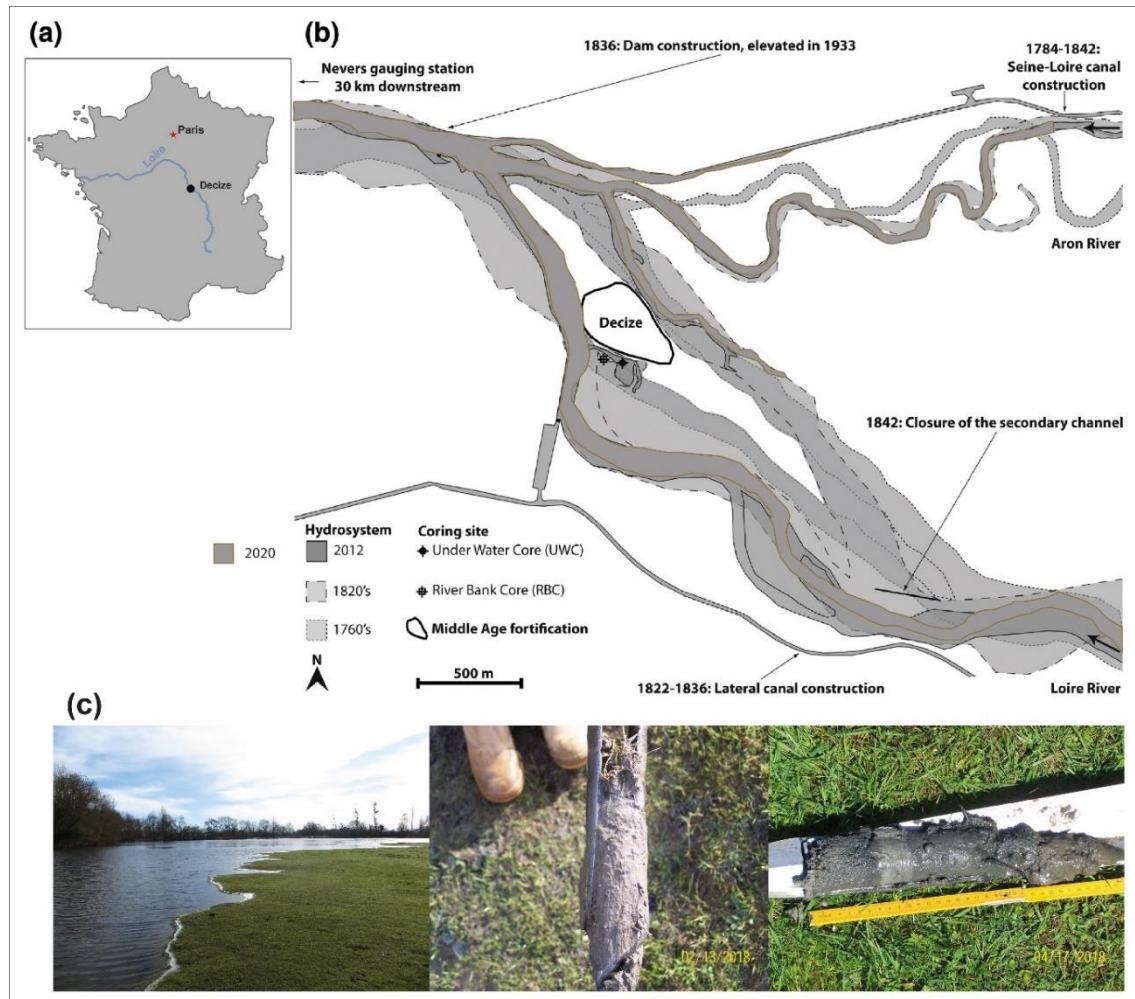 (a)
Paris
Loire
Decize
(b)
1836: Dam construction, elevated in 1933
Nevers gauging station
30 km downstream
1784-1842:
Seine-Loire canal
construction
Aron River
Decize
1842: Closure of the secondary channel
Hydrosystem
2020
2012
1820's
1760's
Coring site
Under Water Core (UWC)
River Bank Core (RBC)
Middle Age fortification
N
500 m
1822-1836: Lateral canal construction
Loire River
(c)
02/13/2018
04/17/2018